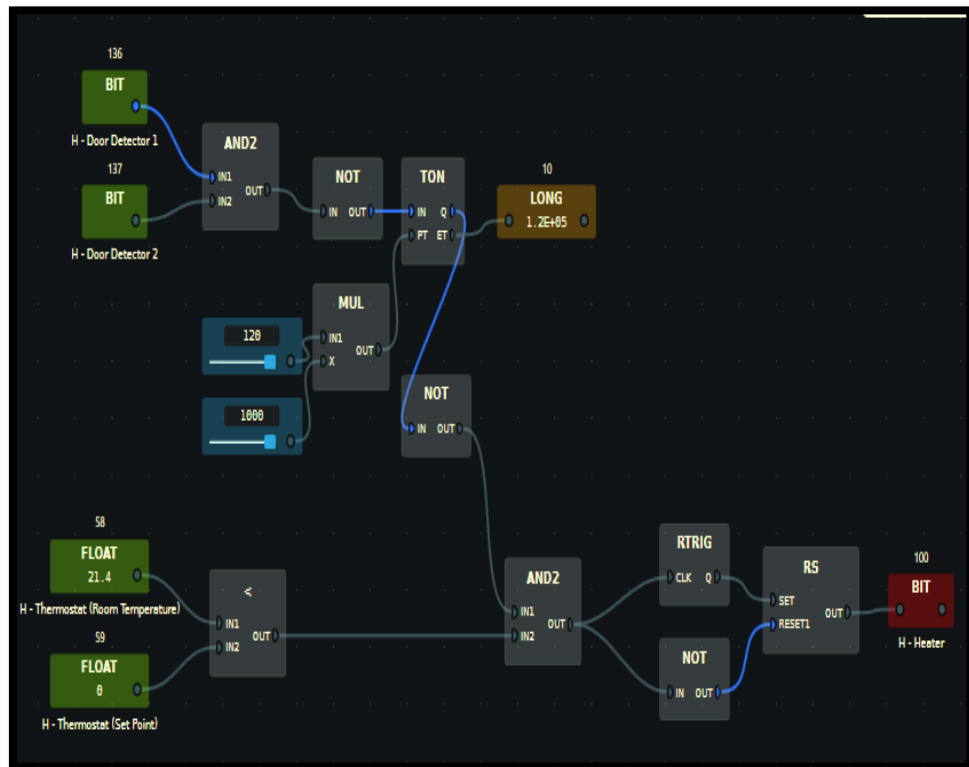 136
BIT
H - Door Detector 1
137
BIT
H - Door Detector 2
AND2
IN1
IN2
OUT
NOT
IN OUT
TON
IN Q
PT ET
10
LONG
1.2E+05
MUL
IN1
X
OUT
120
1000
NOT
IN OUT
58
FLOAT
21.4
H - Thermostat (Room Temperature)
59
FLOAT
0
H - Thermostat (Set Point)
<
IN1
IN2
OUT
AND2
IN1
IN2
OUT
RTRIG
CLK Q
NOT
IN OUT
RS
SET
RESET1
OUT
100
BIT
H - Heater